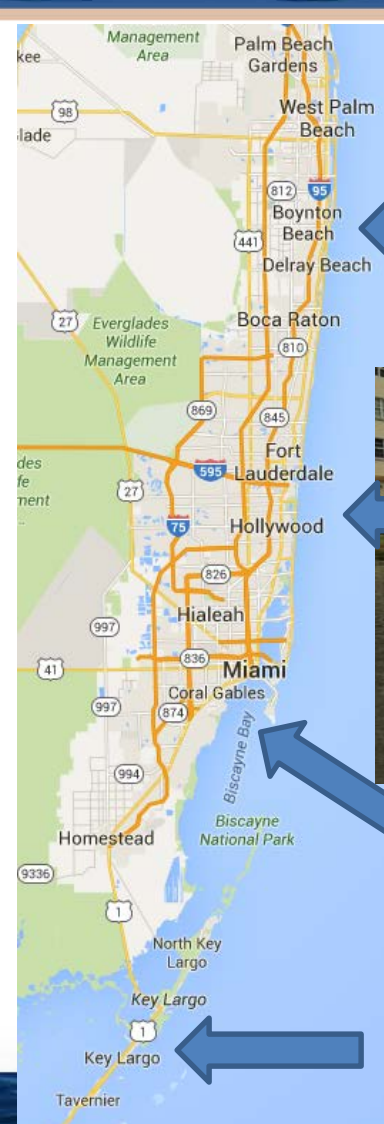 Management
Area
kee
Palm Beach
Gardens
98
West Palm
Beach
lade
812
95
Boynton
Beach
441
Delray Beach
27
Everglades
Wildlife
Management
Area
Boca Raton
810
869
845
Fort
Lauderdale
des
fe
ment
595
27
75
Hollywood
826
Hialeah
997
836
41
Miami
Coral Gables
997
874
Biscayne Bay
994
Biscayne
National Park
Homestead
9336
1
North Key
Largo
Key Largo
1
Key Largo
Tavernier